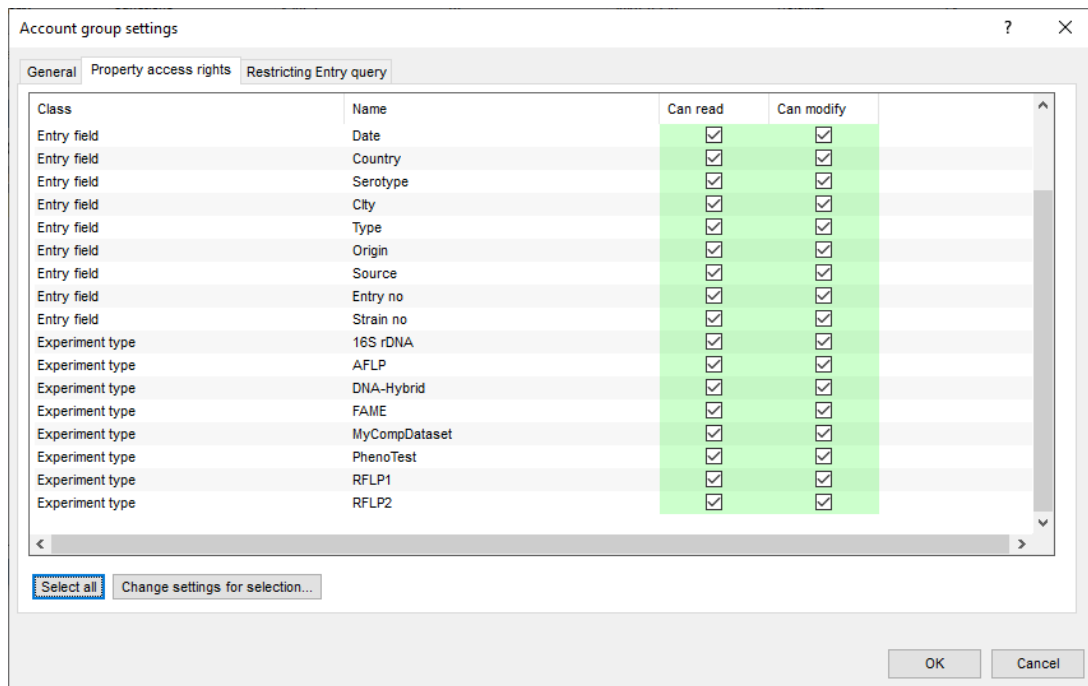 Account group settings ? 
General Property access rights Restricting Entry query
Class Name Can read Can modify
Entry field Date
Entry field Country
Entry field Serotype
Entry field CIty
Entry field Type
Entry field Origin
Entry field Source
Entry field Entry no
Entry field Strain no
Experiment type 16S rDNA
Experiment type AFLP
Experiment type DNA-Hybrid
Experiment type FAME
Experiment type MyCompDataset
Experiment type PhenoTest
Experiment type RFLP1
Experiment type RFLP2
Select all Change settings for selection...
OK Cancel